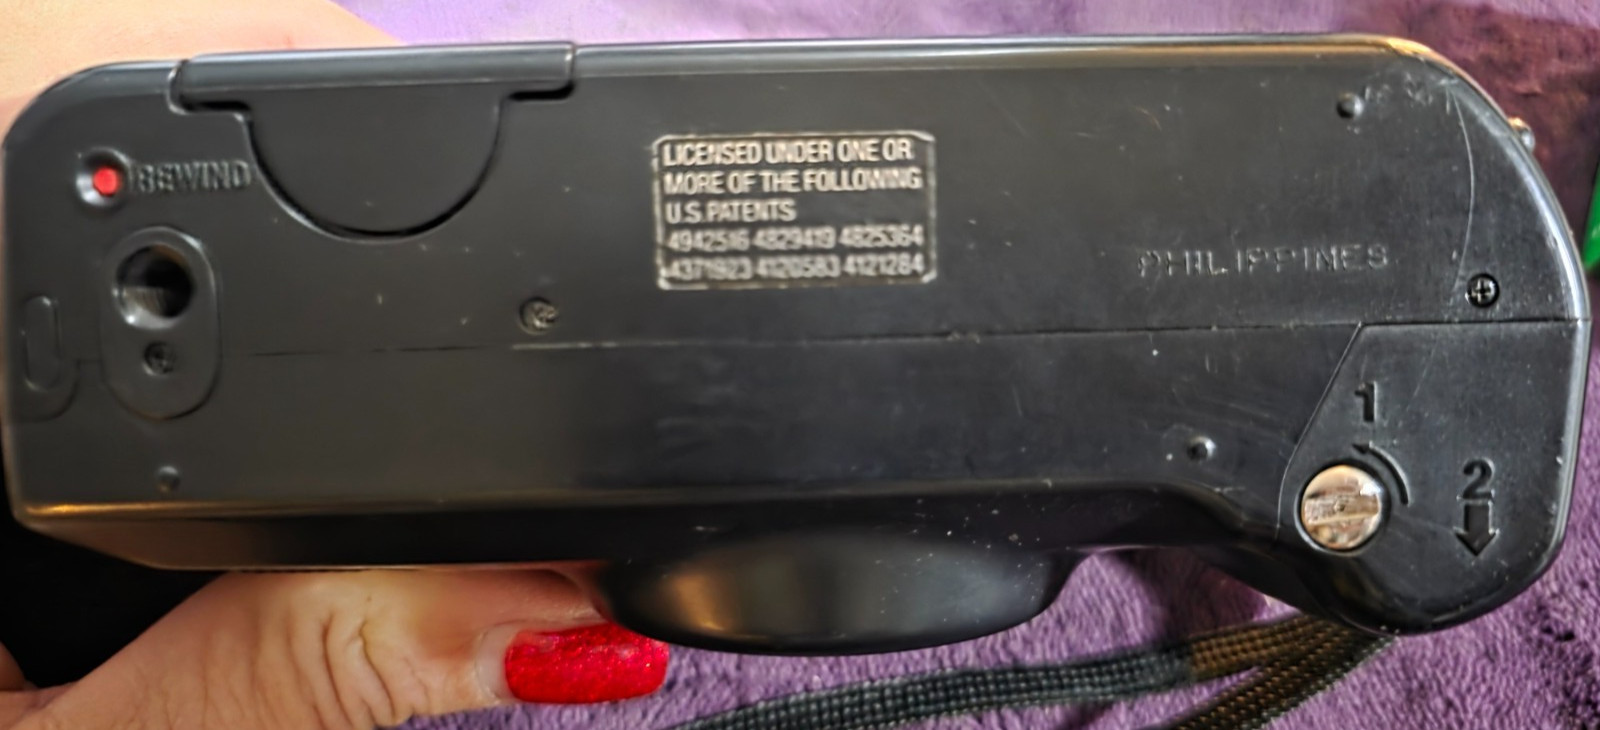 REWIND
LICENSED UNDER ONE OR
MORE OF THE FOLLOWING
U.S. PATENTS
4942516 4829419 4825364
4371923 4120583 4121284
PHILIPPINES
1
2